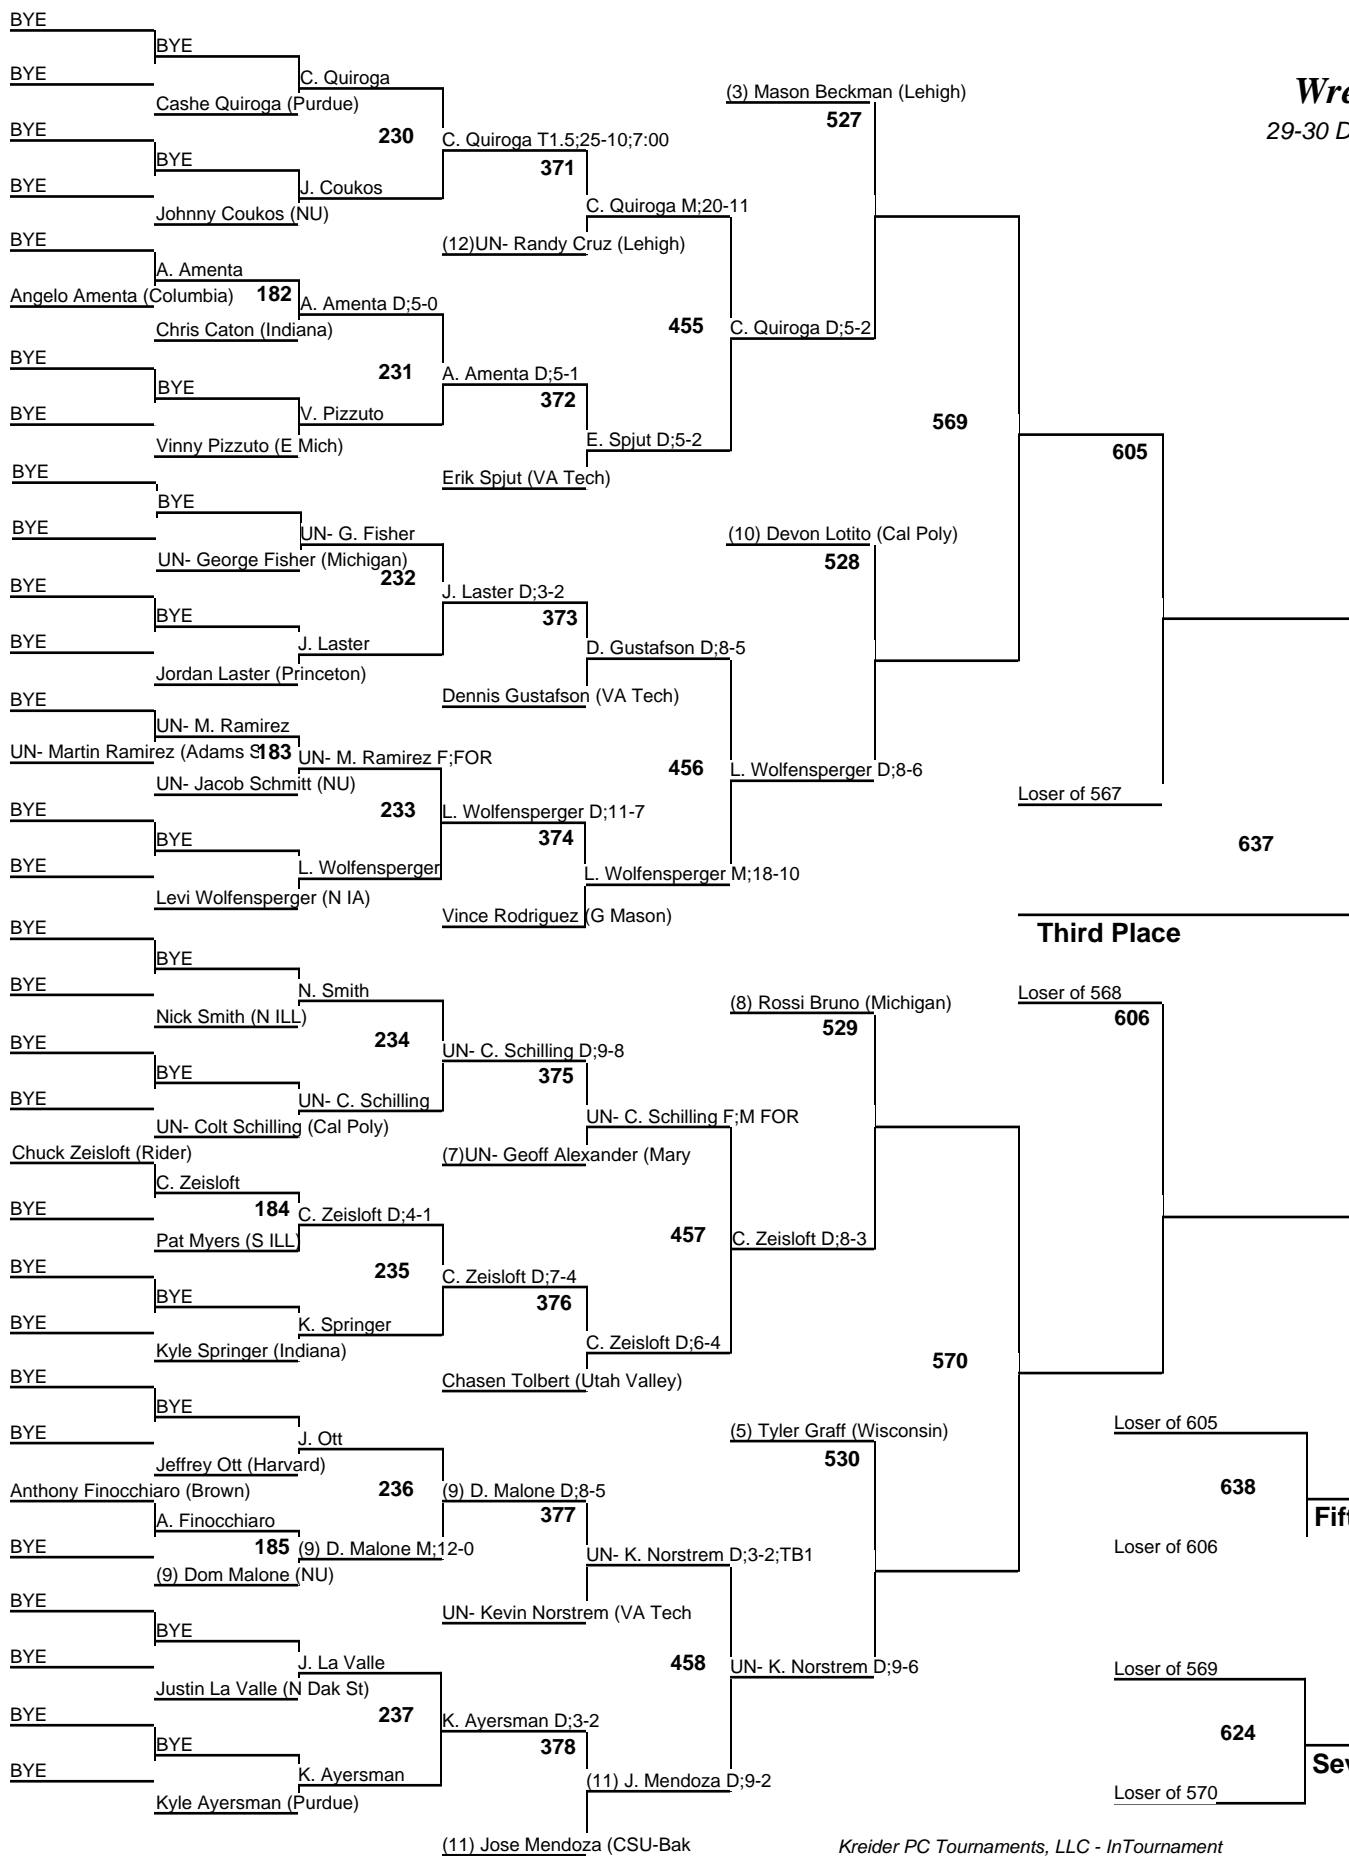 BYE
BYE
BYE
C. Quiroga
Cashe Quiroga (Purdue)
230
BYE
BYE
BYE
J. Coukos
Johnny Coukos (NU)
C. Quiroga T1.5;25-10;7:00
371
C. Quiroga M;20-11
(12)UN- Randy Cruz (Lehigh)
BYE
A. Amenta
Angelo Amenta (Columbia)
182
A. Amenta D;5-0
Chris Caton (Indiana)
231
BYE
BYE
BYE
V. Pizzuto
Vinny Pizzuto (E Mich)
A. Amenta D;5-1
372
E. Spjut D;5-2
Erik Spjut (VA Tech)
455
C. Quiroga D;5-2
(3) Mason Beckman (Lehigh)
527
Wre
29-30 D
BYE
BYE
BYE
UN- G. Fisher
UN- George Fisher (Michigan)
232
BYE
BYE
BYE
J. Laster
Jordan Laster (Princeton)
J. Laster D;3-2
373
D. Gustafson D;8-5
Dennis Gustafson (VA Tech)
BYE
UN- M. Ramirez
UN- Martin Ramirez (Adams S
183
UN- M. Ramirez F;FOR
UN- Jacob Schmitt (NU)
233
BYE
BYE
BYE
L. Wolfensperger
Levi Wolfensperger (N IA)
L. Wolfensperger D;11-7
374
L. Wolfensperger M;18-10
Vince Rodriguez (G Mason)
456
L. Wolfensperger D;8-6
(10) Devon Lotito (Cal Poly)
528
569
605
Loser of 567
637
Third Place
BYE
BYE
BYE
N. Smith
Nick Smith (N ILL)
234
BYE
BYE
BYE
UN- C. Schilling
UN- Colt Schilling (Cal Poly)
UN- C. Schilling D;9-8
375
UN- C. Schilling F;M FOR
(7)UN- Geoff Alexander (Mary
Chuck Zeisloft (Rider)
C. Zeisloft
BYE
184
C. Zeisloft D;4-1
Pat Myers (S ILL)
235
BYE
BYE
BYE
K. Springer
Kyle Springer (Indiana)
C. Zeisloft D;7-4
376
C. Zeisloft D;6-4
Chasen Tolbert (Utah Valley)
457
C. Zeisloft D;8-3
(8) Rossi Bruno (Michigan)
529
Loser of 568
606
BYE
BYE
BYE
J. Ott
Jeffrey Ott (Harvard)
236
Anthony Finocchiaro (Brown)
A. Finocchiaro
BYE
185
(9) D. Malone M;12-0
(9) Dom Malone (NU)
(9) D. Malone D;8-5
377
UN- K. Norstrem D;3-2;TB1
UN- Kevin Norstrem (VA Tech
BYE
BYE
BYE
J. La Valle
Justin La Valle (N Dak St)
237
BYE
BYE
BYE
K. Ayersman
Kyle Ayersman (Purdue)
K. Ayersman D;3-2
378
(11) J. Mendoza D;9-2
(11) Jose Mendoza (CSU-Bak
458
UN- K. Norstrem D;9-6
(5) Tyler Graff (Wisconsin)
530
570
Loser of 605
638
Fift
Loser of 606
Loser of 569
624
Sev
Loser of 570
Kreider PC Tournaments, LLC - InTournament